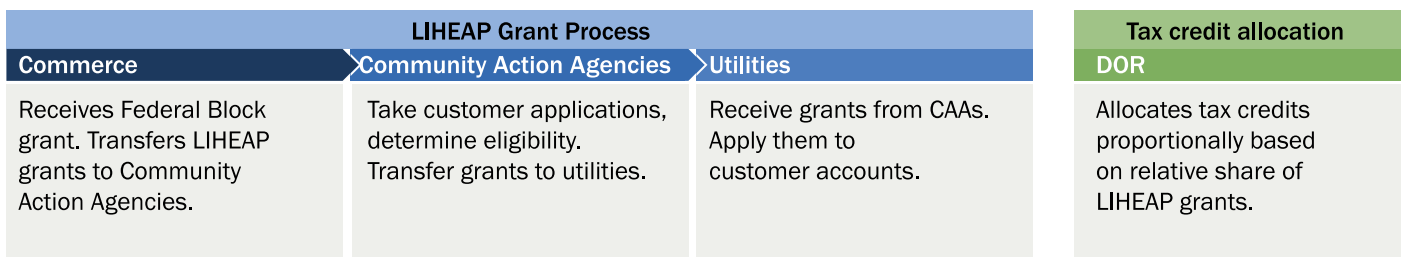 LIHEAP Grant Process
Commerce
Community Action Agencies
Utilities
Receives Federal Block
grant. Transfers LIHEAP
grants to Community
Action Agencies.
Take customer applications,
determine eligibility.
Transfer grants to utilities.
Receive grants from CAAs.
Apply them to
customer accounts.
Tax credit allocation
DOR
Allocates tax credits
proportionally based
on relative share of
LIHEAP grants.